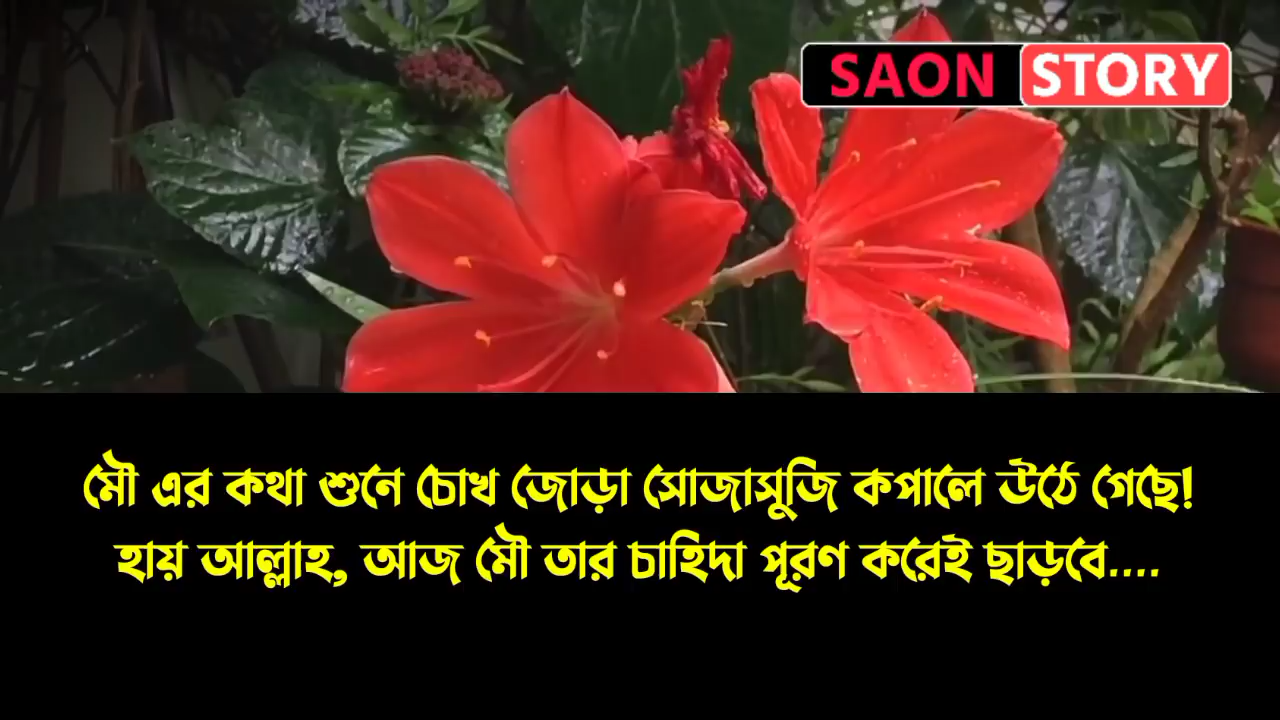 SAON STORY
মৌ এর কথা শুনে চোখ জোড়া সোজাসুজি কপালে উঠে গেছে!
হায় আল্লাহ, আজ মৌ তার চাহিদা পূরণ করেই ছাড়বে....